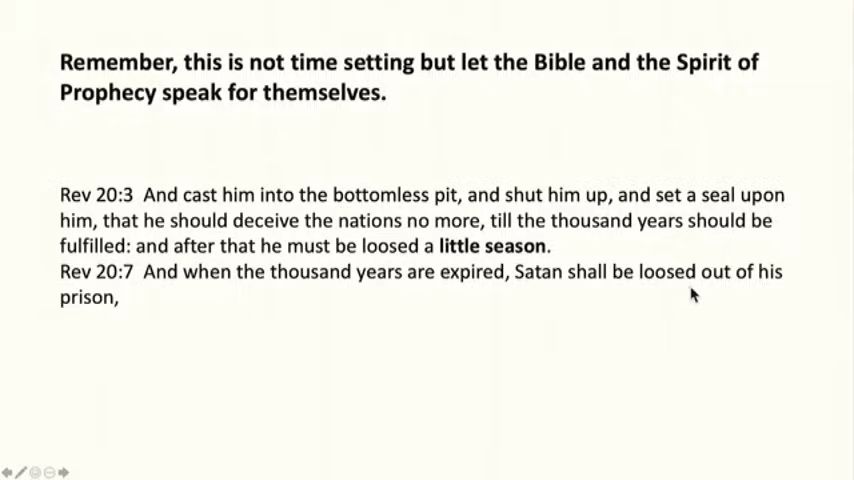 Remember, this is not time setting but let the Bible and the Spirit of
Prophecy speak for themselves.
Rev 20:3  And cast him into the bottomless pit, and shut him up, and set a seal upon
him, that he should deceive the nations no more, till the thousand years should be
fulfilled: and after that he must be loosed a little season.
Rev 20:7  And when the thousand years are expired, Satan shall be loosed out of his
prison,